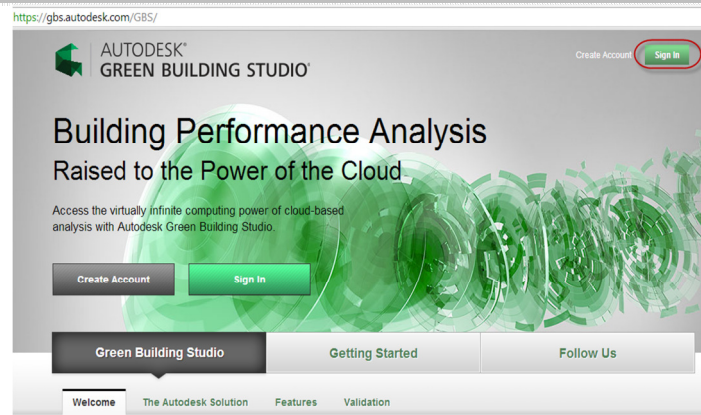 https://gbs.autodesk.com/GBS/
AUTODESK®
GREEN BUILDING STUDIO®
Create Account
Sign In
Building Performance Analysis
Raised to the Power of the Cloud
Access the virtually infinite computing power of cloud-based
analysis with Autodesk Green Building Studio.
Create Account
Sign In
Green Building Studio
Getting Started
Follow Us
Welcome
The Autodesk Solution
Features
Validation